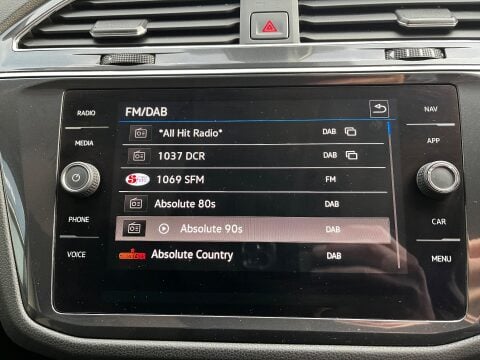 RADIO
MEDIA
PHONE
VOICE
FM/DAB
*All Hit Radio* DAB
1037 DCR DAB
1069 SFM FM
Absolute 80s DAB
Absolute 90s DAB
Absolute Country DAB
NAV
APP
CAR
MENU